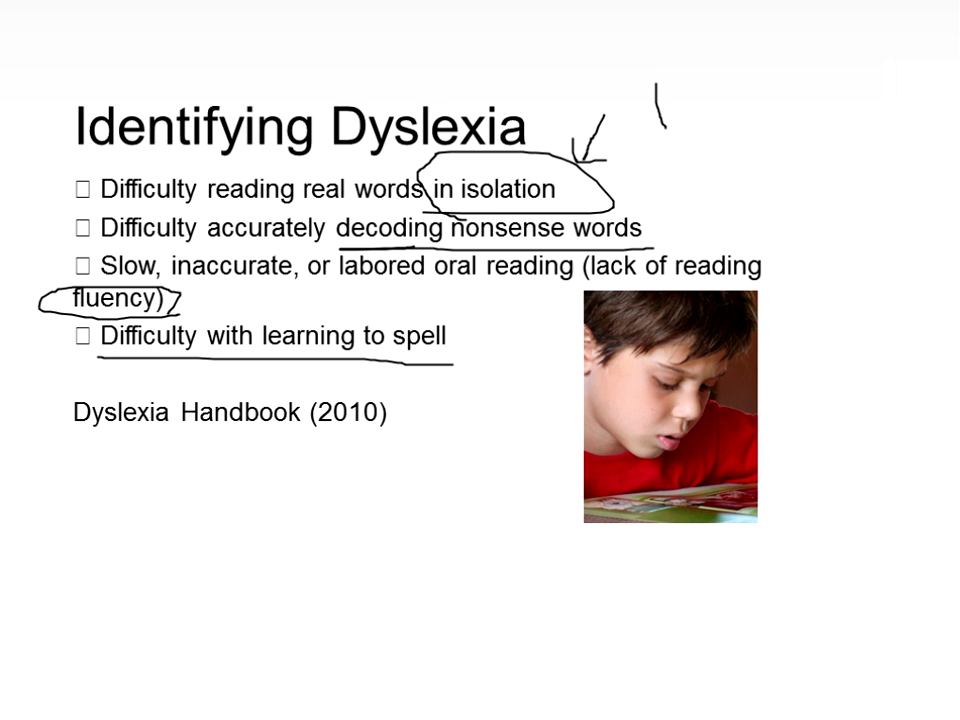 Identifying Dyslexia
□ Difficulty reading real words in isolation
□ Difficulty accurately decoding nonsense words
□ Slow, inaccurate, or labored oral reading (lack of reading
fluency)
□ Difficulty with learning to spell
Dyslexia Handbook (2010)